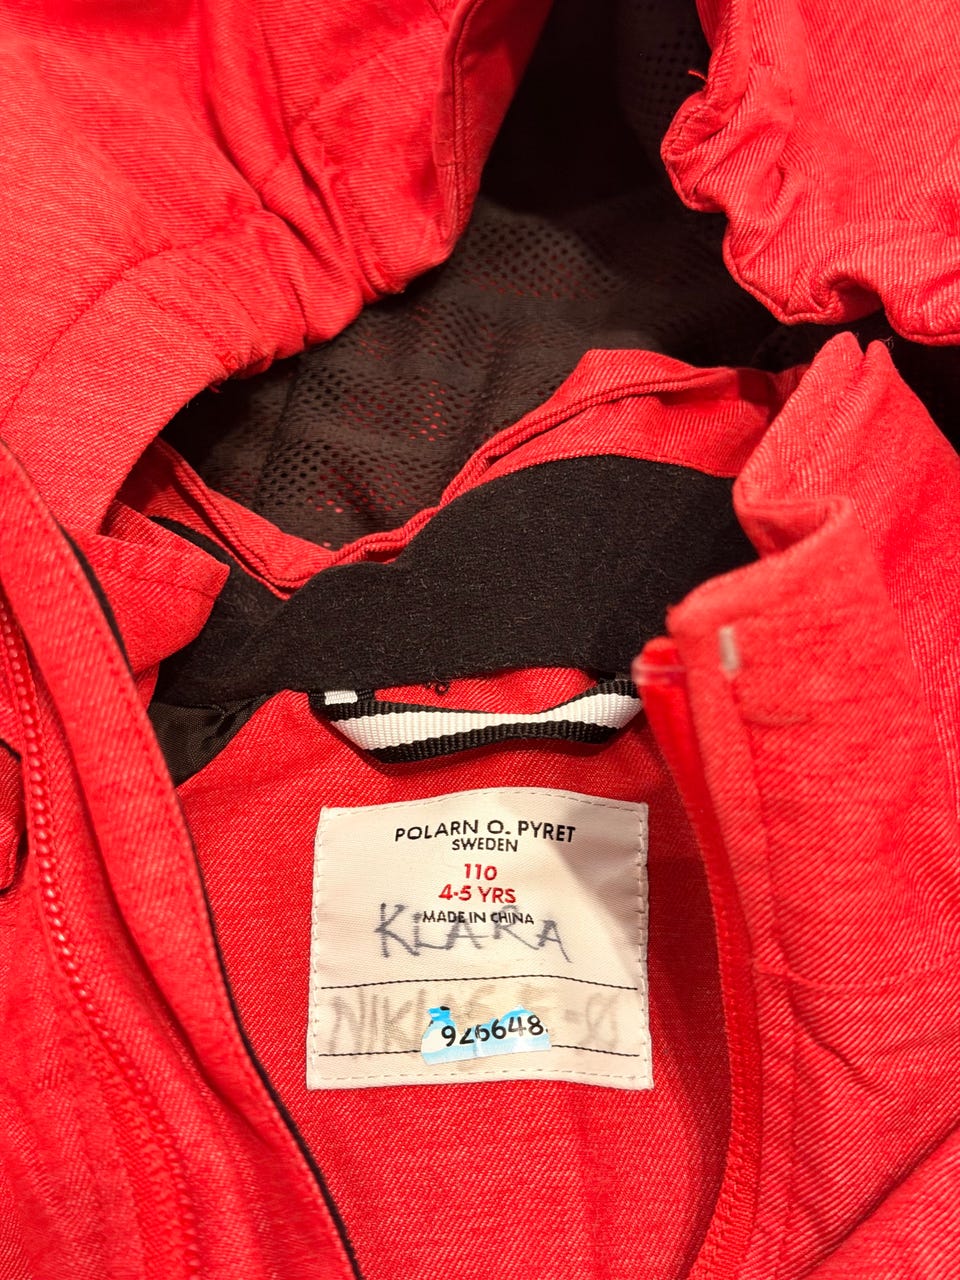 POLARN O. PYRET
SWEDEN
110
4-5 YRS
MADE IN CHINA
KLARA
926648